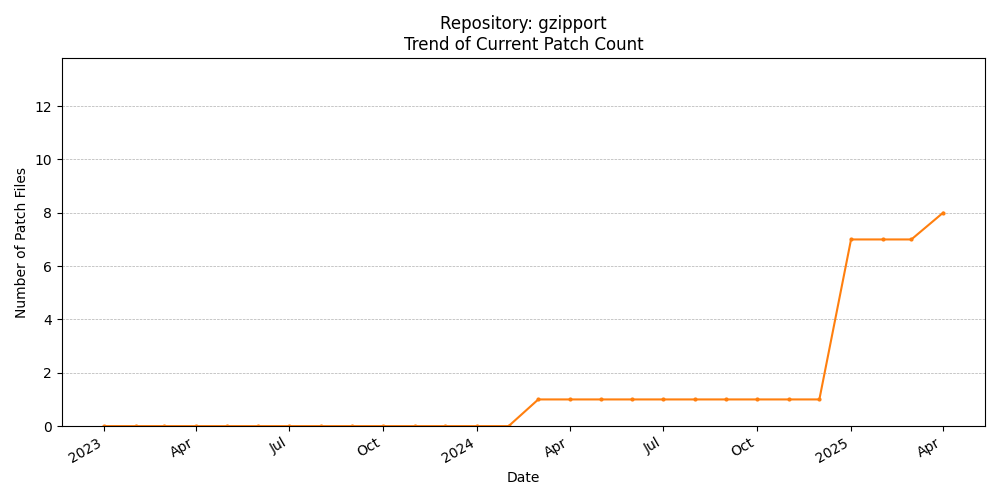 Repository: gzipport
Trend of Current Patch Count
Number of Patch Files
12
10
8
6
4
2
0
2023
Apr
Jul
Oct
2024
Apr
Jul
Oct
2025
Apr
Date